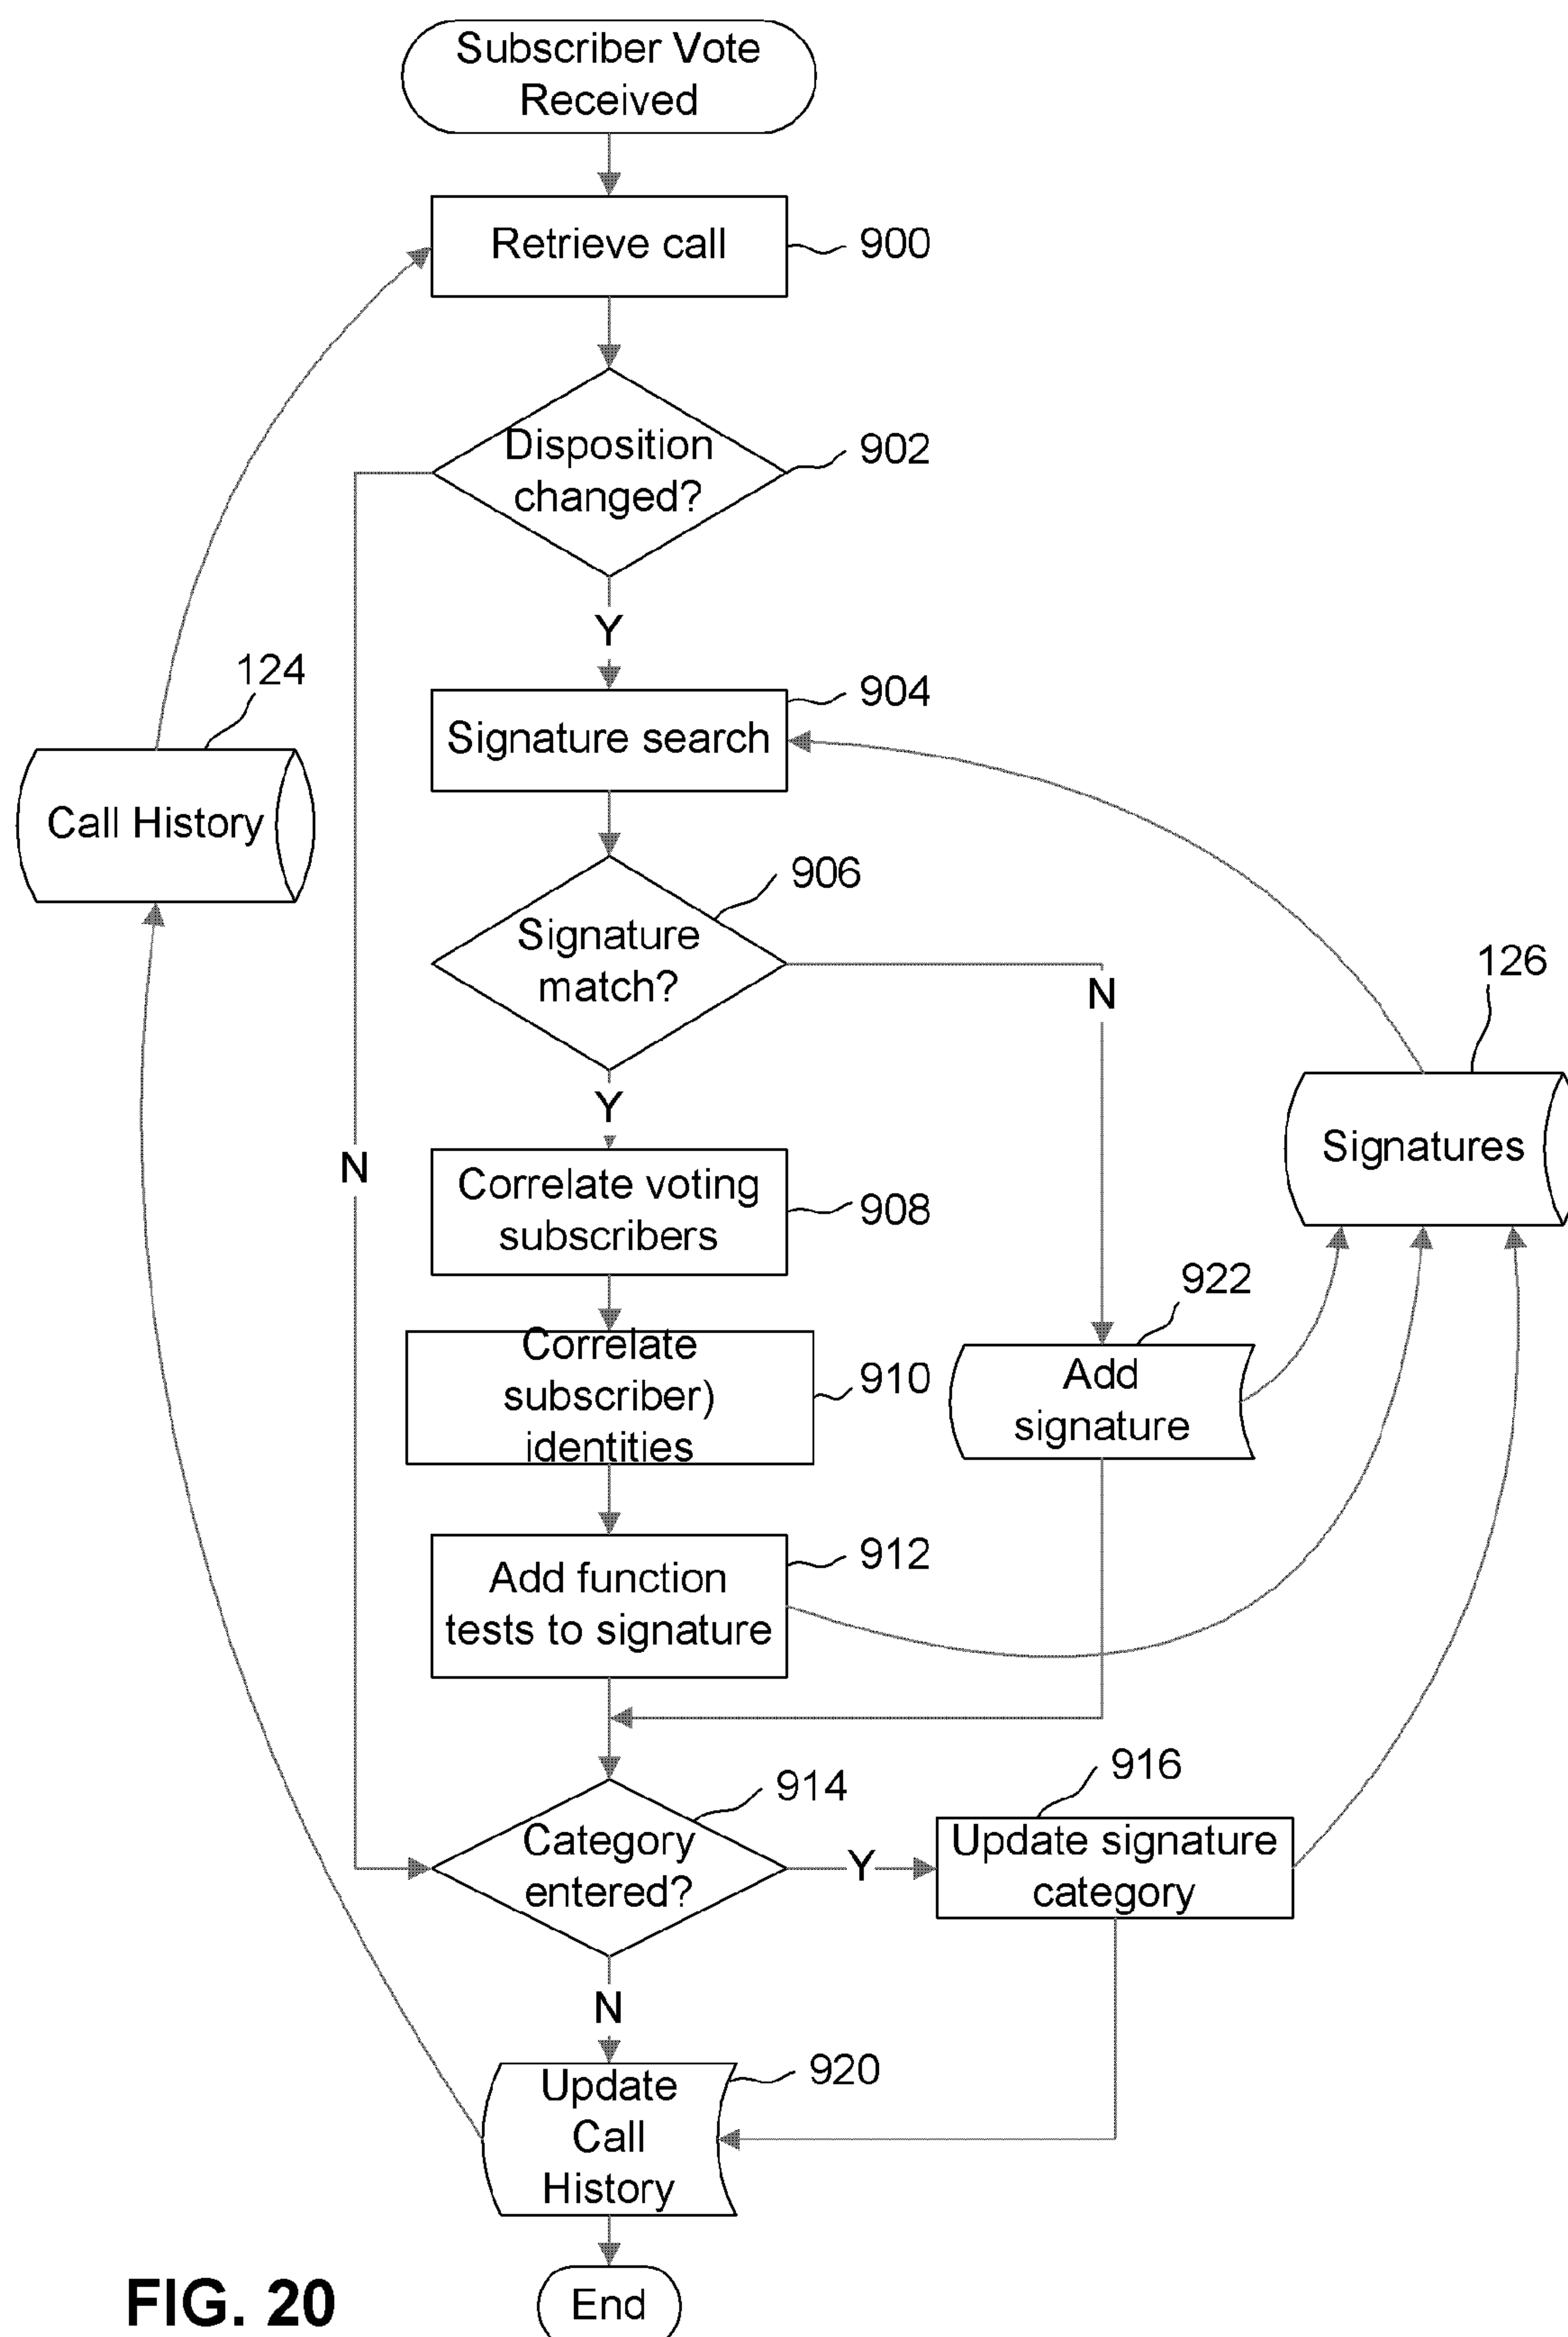 Subscriber Vote
Received
Retrieve call
900
Disposition
changed?
902
Y
124
904
Signature search
Call History
906
Signature
match?
N
126
Y
Signatures
N
Correlate voting
subscribers
908
922
Correlate
subscriber)
identities
910
Add
signature
912
Add function
tests to signature
916
914
Category
entered?
Y
Update signature
category
N
920
Update
Call
History
End
FIG. 20